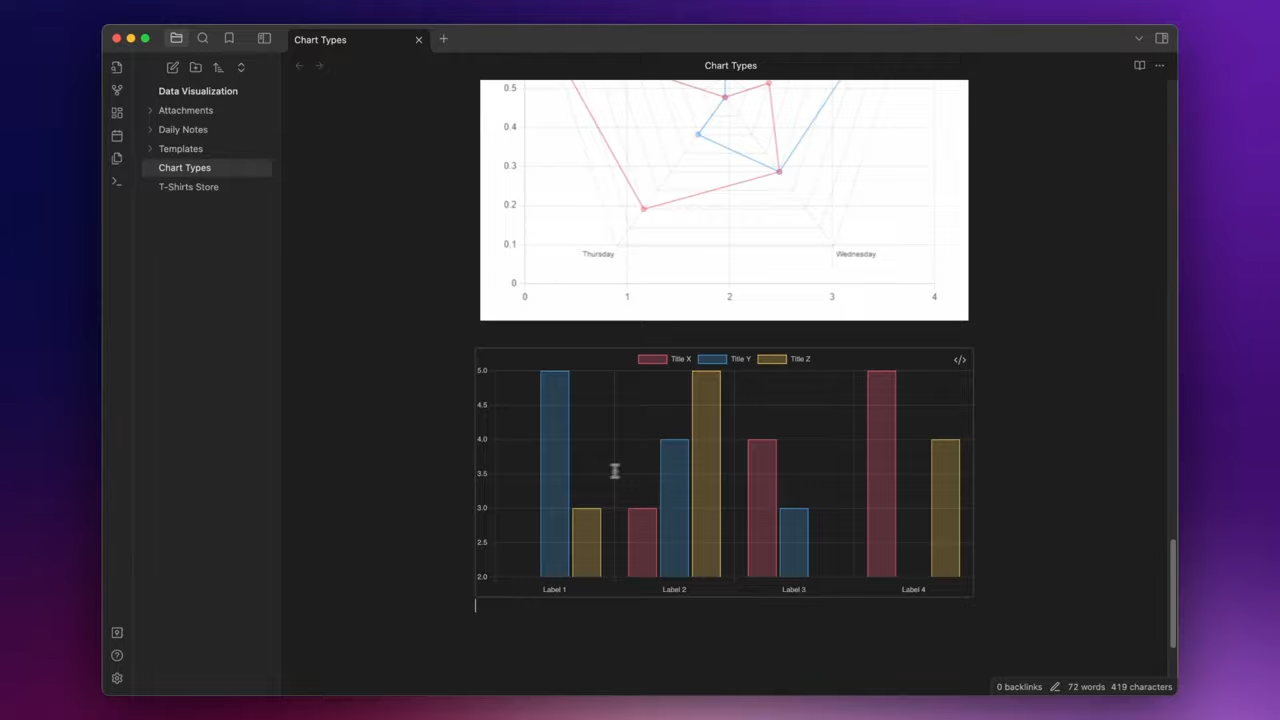 Chart Types
Data Visualization
Attachments
Daily Notes
Templates
Chart Types
T-Shirts Store
Chart Types
0.5
0.4
0.3
0.2
0.1
0
Thursday
Wednesday
0 1 2 3 4
Title X Title Y Title Z
5.0
4.5
4.0
3.5
3.0
2.5
2.0
Label 1 Label 2 Label 3 Label 4
0 backlinks 72 words 419 characters